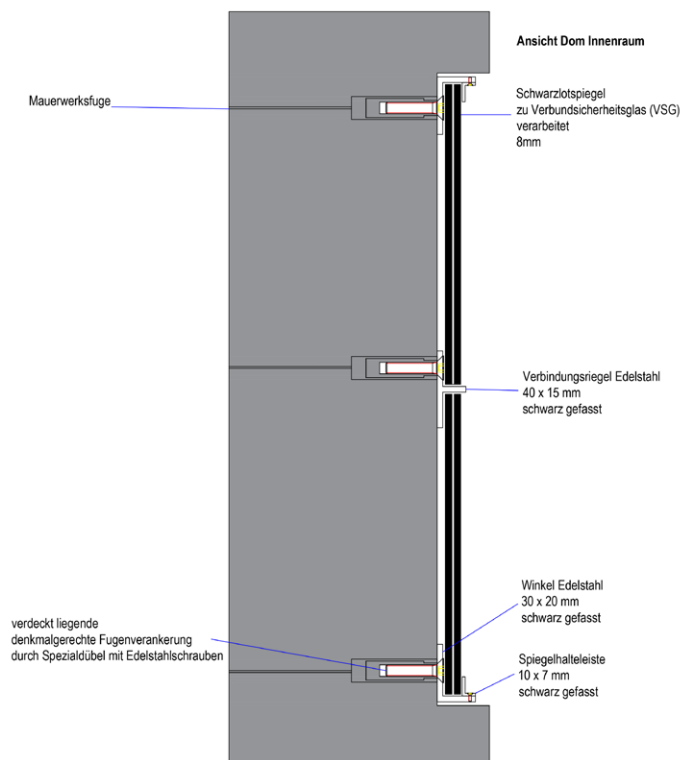 Ansicht Dom Innenraum
Mauerwerksfuge
Schwarzlotspiegel
zu Verbundsicherheitsglas (VSG)
verarbeitet
8mm
Verbindungsriegel Edelstahl
40 x 15 mm
schwarz gefasst
Winkel Edelstahl
30 x 20 mm
schwarz gefasst
verdeckt liegende
denkmalgerechte Fugenverankerung
durch Spezialdübel mit Edelstahlschrauben
Spiegelhalteleiste
10 x 7 mm
schwarz gefasst